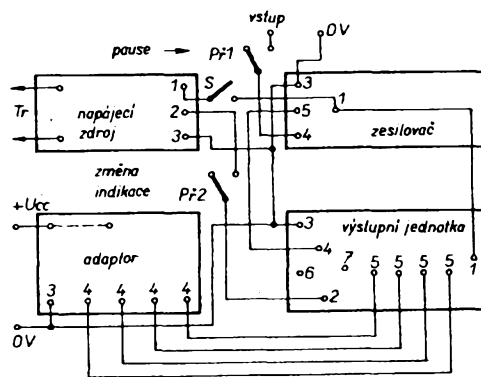 vstup
pause → Př1 0V
Tr
napájecí
zdroj
1
2
3
S
3
5
4
1
zesilovač
změna
indikace
Př2
+Ucc
adaptor
3 4 4 4 4
0V
výstupní jednotka
3
4
6
7
2
5 5 5 5
1